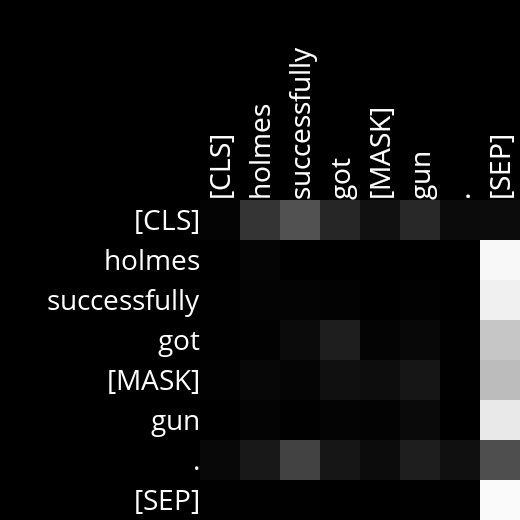 [CLS] holmes successfully got [MASK] gun . [SEP]
[CLS]
holmes
successfully
got
[MASK]
gun
.
[SEP]